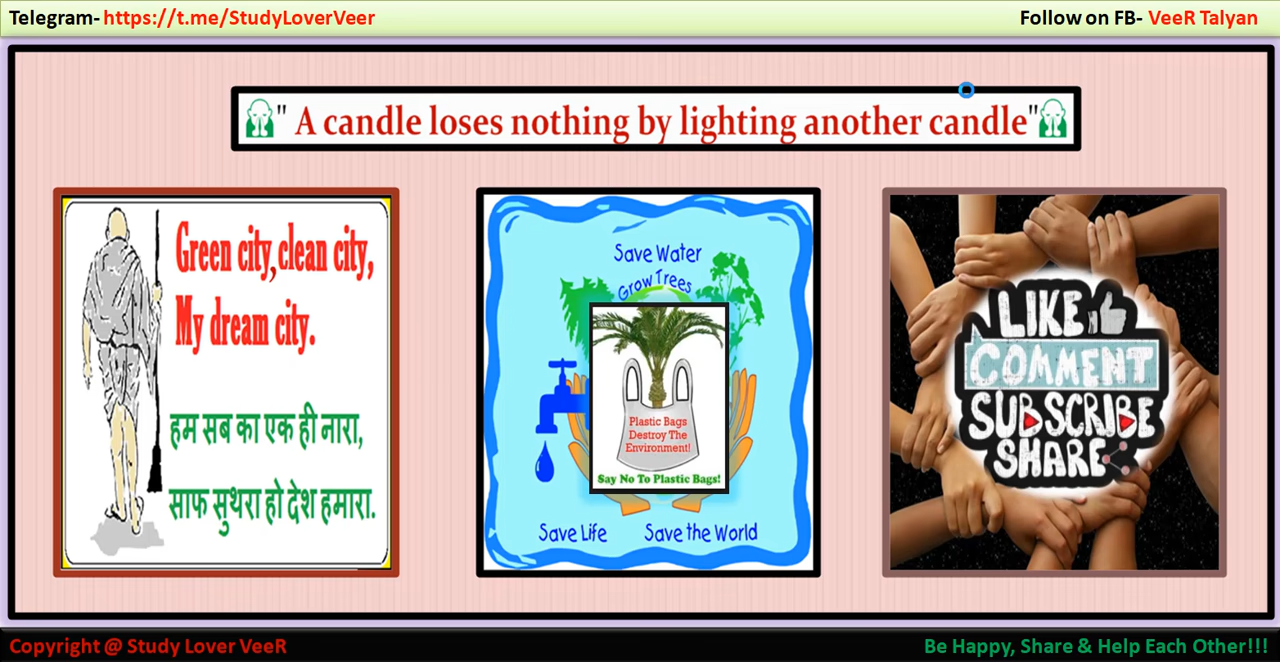 Telegram- https://t.me/StudyLoverVeer
Follow on FB- VeeR Talyan
" A candle loses nothing by lighting another candle"
Green city,clean city,
My dream city.
हम सब का एक ही नारा,
साफ सुथरा हो देश हमारा.
Save Water
Grow Trees
Plastic Bags
Destroy The
Environment!
Say No To Plastic Bags!
Save Life
Save the World
LIKE
COMMENT
SUBSCRIBE
SHARE
Copyright @ Study Lover VeeR
Be Happy, Share & Help Each Other!!!